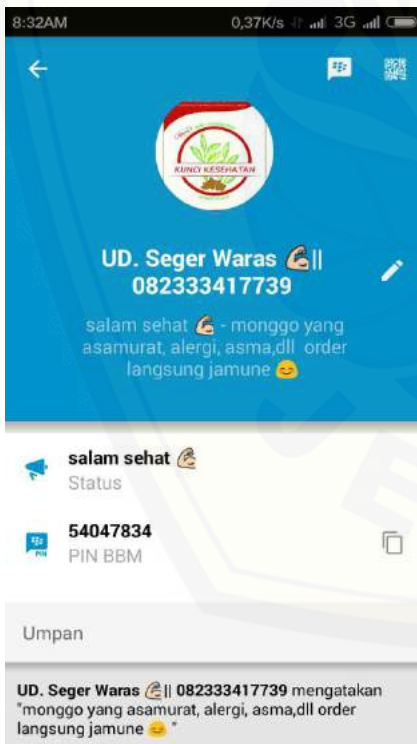 8:32AM 0,37K/s 3G
KUNCI KESEHATAN
UD. Seger Waras 💪||
082333417739
salam sehat 💪 - monggo yang
asamurat, alergi, asma,dll order
langsung jamune 😊
salam sehat 💪
Status
54047834
PIN BBM
PIN
Umpan
UD. Seger Waras 💪|| 082333417739 mengatakan
"monggo yang asamurat, alergi, asma,dll order
langsung jamune 😊 "